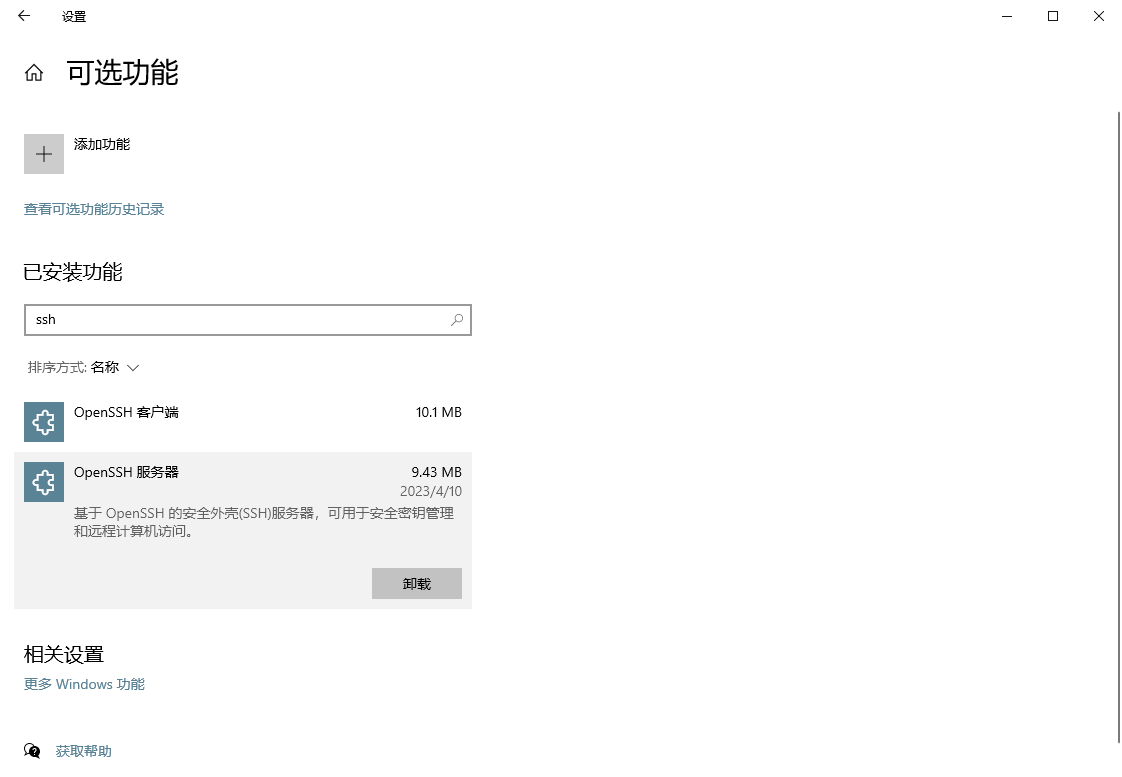 设置
可选功能
添加功能
查看可选功能历史记录
已安装功能
ssh
排序方式: 名称
OpenSSH 客户端 10.1 MB
OpenSSH 服务器 9.43 MB
2023/4/10
基于 OpenSSH 的安全外壳(SSH)服务器，可用于安全密钥管理
和远程计算机访问。
卸载
相关设置
更多 Windows 功能
获取帮助